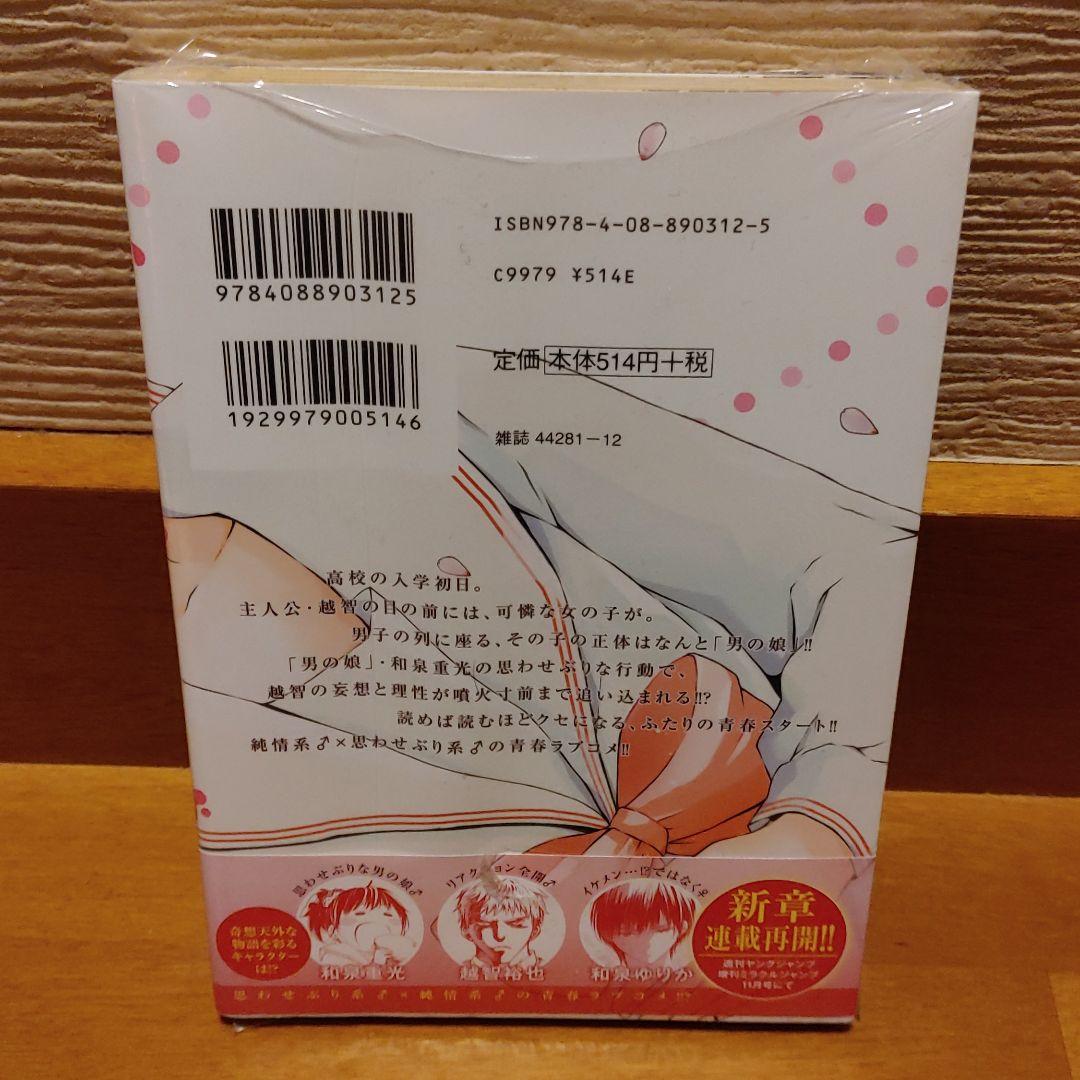 ISBN978-4-08-890312-5
C9979 ¥514E
9784088903125
定価 本体514円+税
1929979005146
雑誌 44281-12
高校の入学初日。
主人公・越智の目の前には、可憐な女の子が。
男子の列に座る、その子の正体はなんと「男の娘」!!
「男の娘」・和泉重光の思わせぶりな行動で、
越智の妄想と理性が噴火寸前まで追い込まれる!!?
読めば読むほどクセになる、ふたりの青春スタート!!
純情系♂×思わせぶり系♂の青春ラブコメ!!
奇想天外な
物語を彩る
キャラクター
は!?
思わせぶりな男の娘♂
和泉重光
リアクション全開♂
越智裕也
イケメン…!?ではなく♀
和泉ゆりか
新章
連載再開!!
週刊ヤングジャンプ
増刊ミラクルジャンプ
11月号にて
思わせぶり系♂×純情系♂の青春ラブコメ!!?